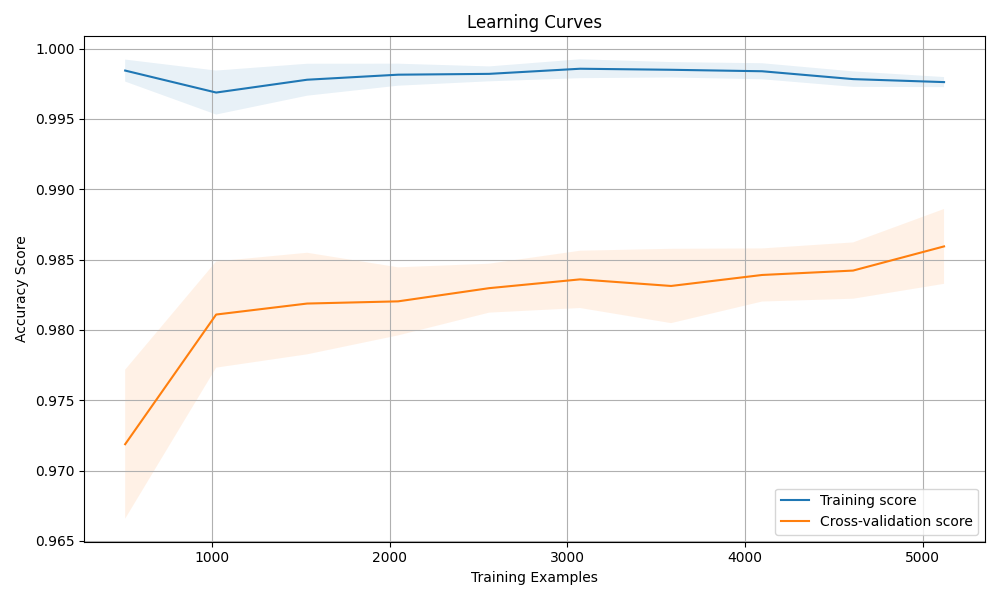 Learning Curves
1.000
0.995
0.990
0.985
0.980
0.975
0.970
0.965
Accuracy Score
1000
2000
3000
4000
5000
Training Examples
Training score
Cross-validation score